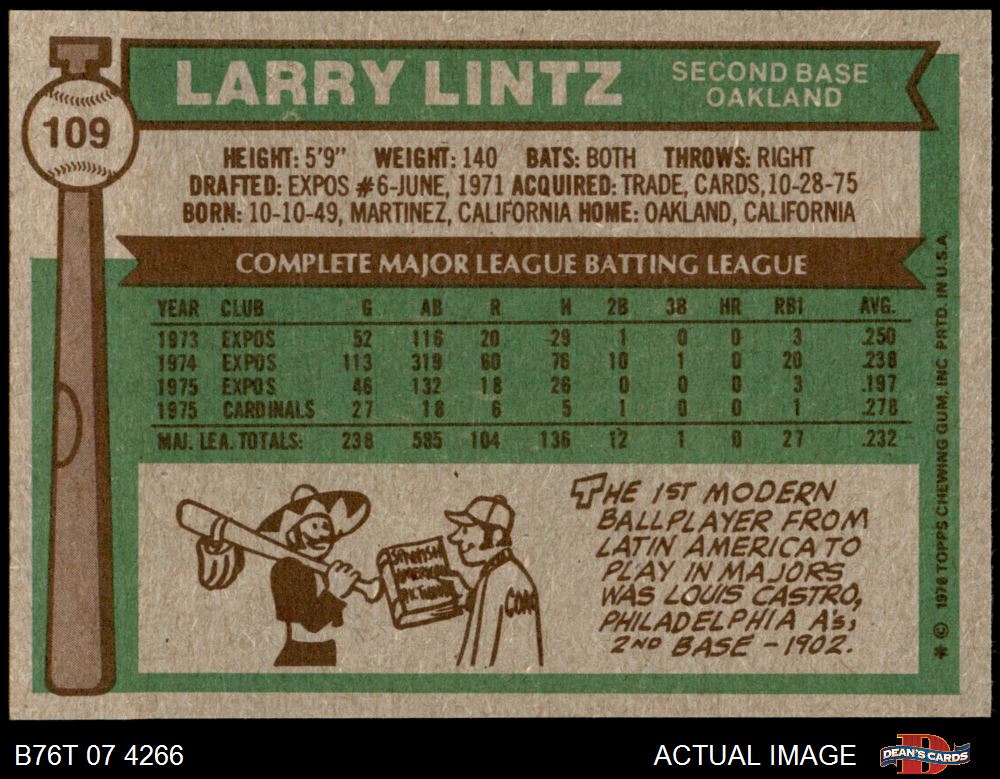 LARRY LINTZ
SECOND BASE
OAKLAND
109
HEIGHT: 5'9" WEIGHT: 140 BATS: BOTH THROWS: RIGHT
DRAFTED: EXPOS #6-JUNE, 1971 ACQUIRED: TRADE, CARDS, 10-28-75
BORN: 10-10-49, MARTINEZ, CALIFORNIA HOME: OAKLAND, CALIFORNIA
COMPLETE MAJOR LEAGUE BATTING LEAGUE
YEAR CLUB G AB R H 2B 3B HR RBI AVG.
1973 EXPOS 52 116 20 29 1 0 0 3 .250
1974 EXPOS 113 319 60 76 10 1 0 20 .238
1975 EXPOS 46 132 18 26 0 0 0 3 .197
1975 CARDINALS 27 18 6 5 1 0 0 1 .278
MAJ. LEA. TOTALS: 238 585 104 136 12 1 0 27 .232
THE 1ST MODERN
BALLPLAYER FROM
LATIN AMERICA TO
PLAY IN MAJORS
WAS LOUIS CASTRO,
PHILADELPHIA A's,
2ND BASE - 1902.
SPANISH
COA
* © 1976 TOPPS CHEWING GUM, INC. PRTD. IN U.S.A.
B76T 07 4266
ACTUAL IMAGE
DEAN'S CARDS